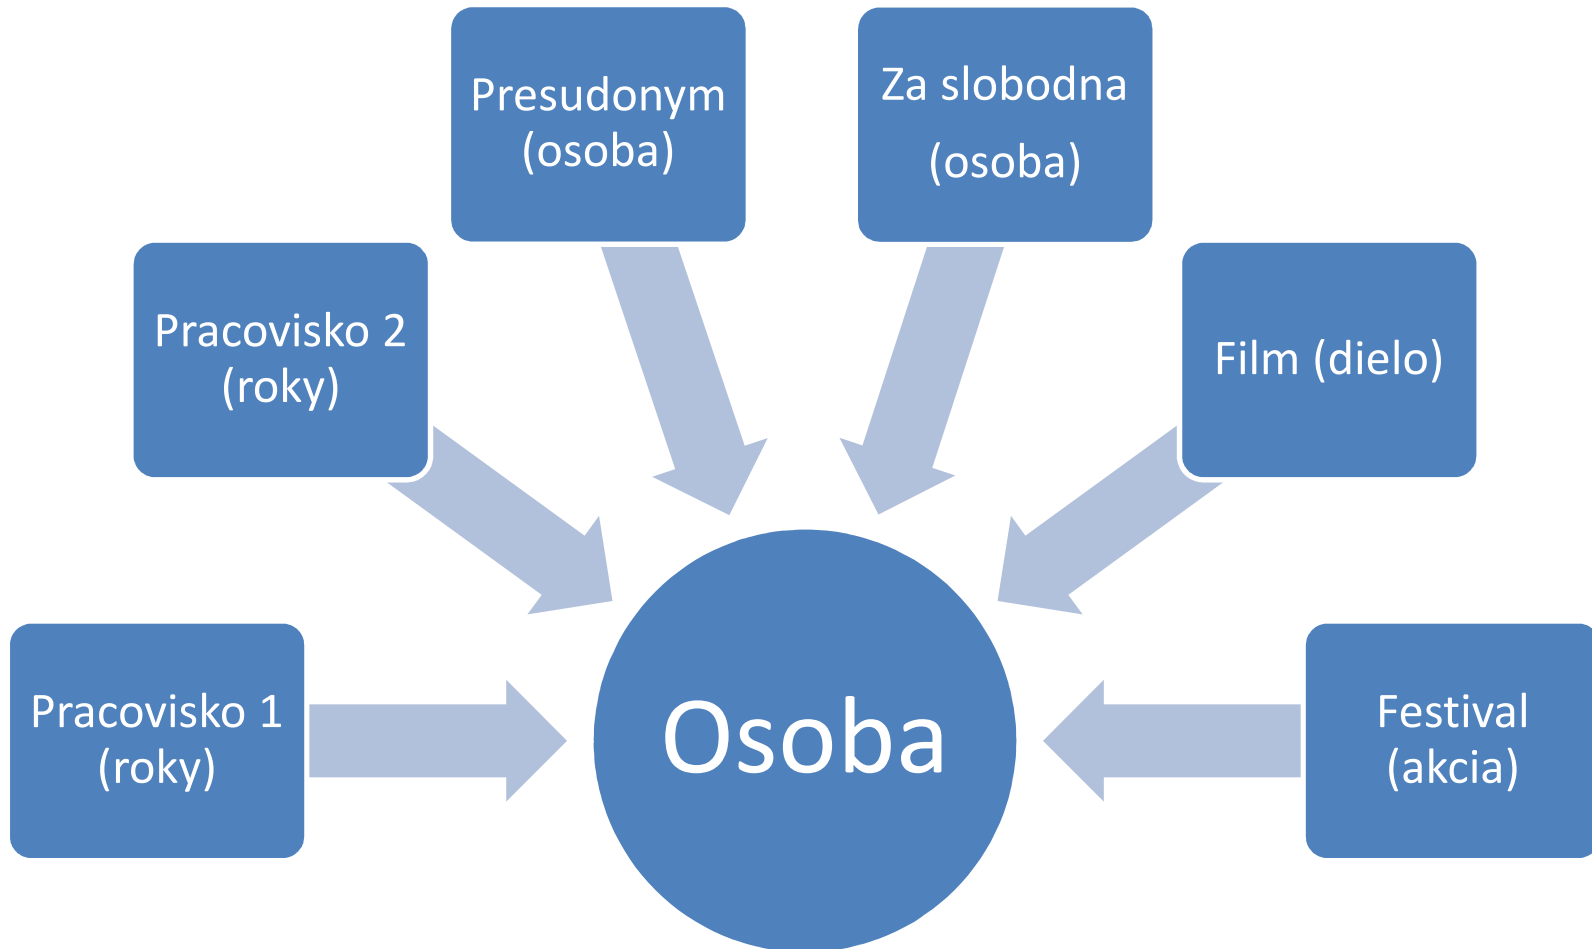 Presudonym
(osoba)
Za slobodna
(osoba)
Pracovisko 2
(roky)
Film (dielo)
Pracovisko 1
(roky)
Osoba
Festival
(akcia)